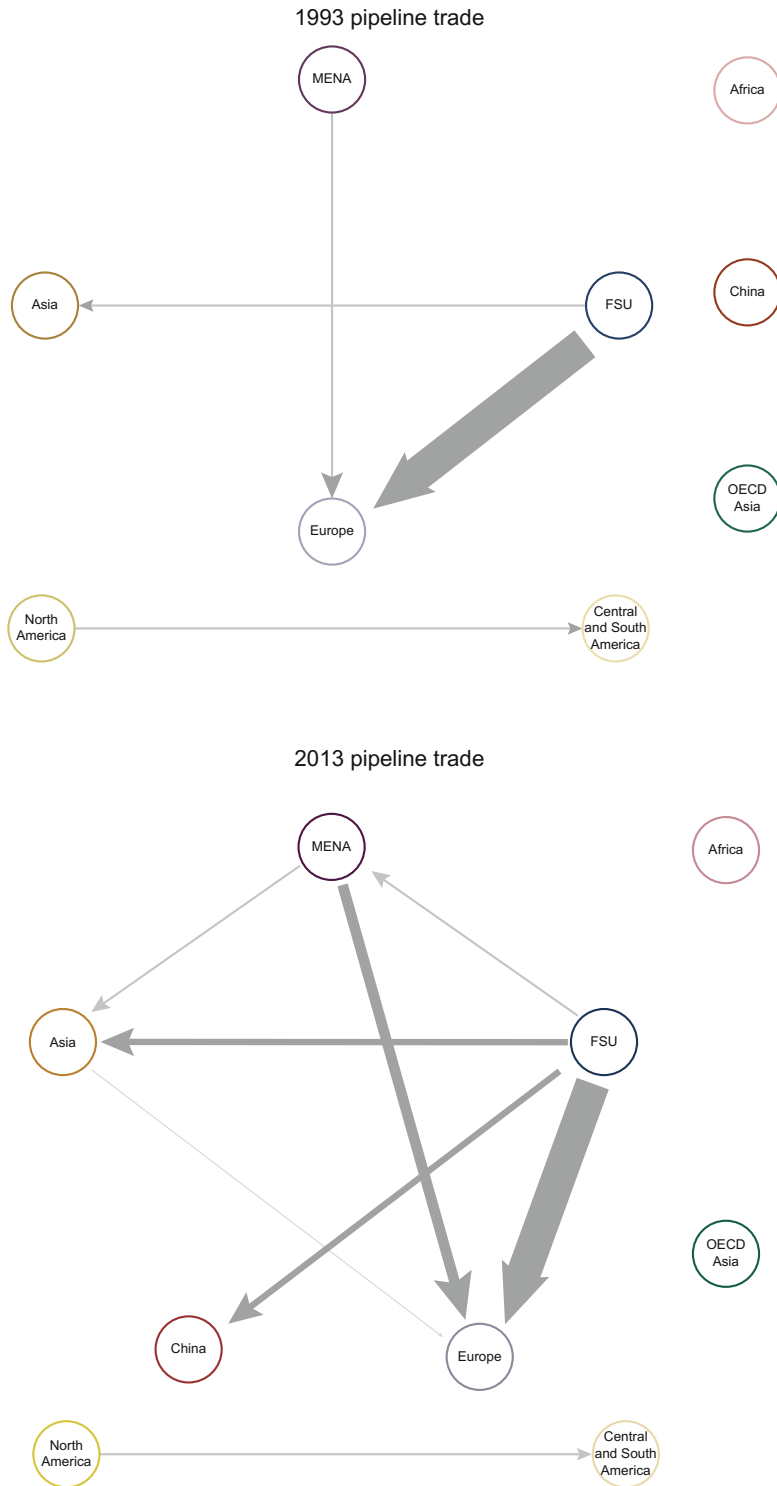 1993 pipeline trade
MENA
Africa
Asia
FSU
China
OECD
Asia
Europe
North
America
Central
and South
America
2013 pipeline trade
MENA
Africa
Asia
FSU
OECD
Asia
China
Europe
North
America
Central
and South
America